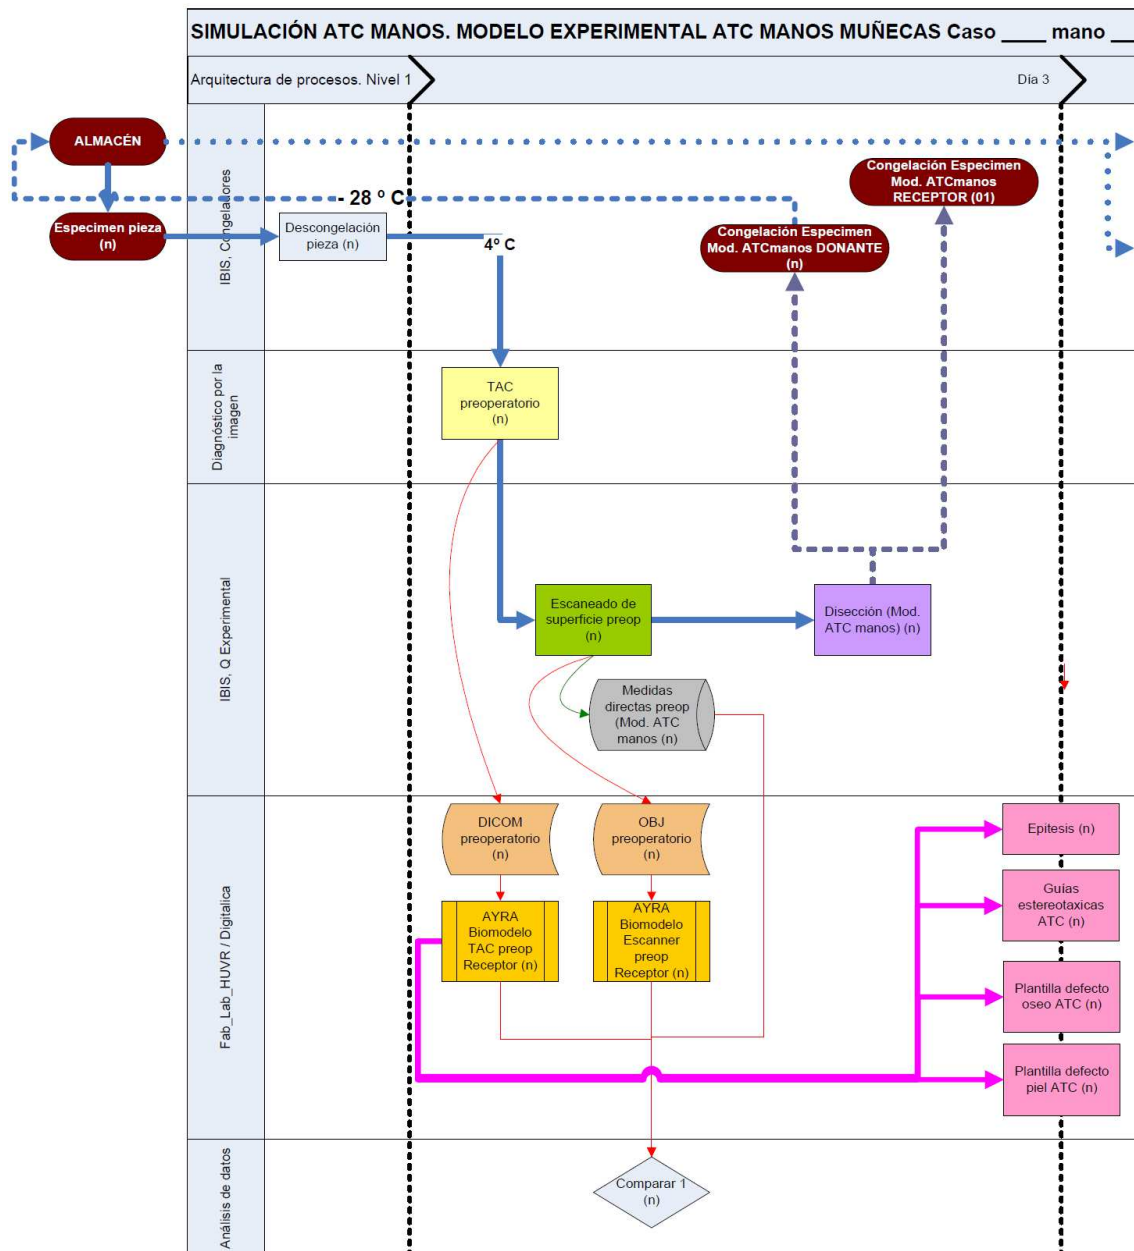 SIMULACIÓN ATC MANOS. MODELO EXPERIMENTAL ATC MANOS MUÑECAS Caso ____ mano __
Arquitectura de procesos. Nivel 1
Día 3
ALMACÉN
Congelación Especimen
Mod. ATCmanos
RECEPTOR (01)
- 28 º C
Especimen pieza
(n)
Descongelación
pieza (n)
4º C
Congelación Especimen
Mod. ATCmanos DONANTE
(n)
IBIS, Congeladores
TAC
preoperatorio
(n)
Diagnóstico por la
imagen
Escaneado de
superficie preop
(n)
Disección (Mod.
ATC manos) (n)
Medidas
directas preop
(Mod. ATC
manos (n)
IBIS, Q Experimental
DICOM
preoperatorio
(n)
OBJ
preoperatorio
(n)
Epitesis (n)
Guías
estereotaxicas
ATC (n)
AYRA
Biomodelo
TAC preop
Receptor (n)
AYRA
Biomodelo
Escanner
preop
Receptor (n)
Plantilla defecto
oseo ATC (n)
Plantilla defecto
piel ATC (n)
Fab_Lab_HUVR / Digitalica
Comparar 1
(n)
Análisis de datos